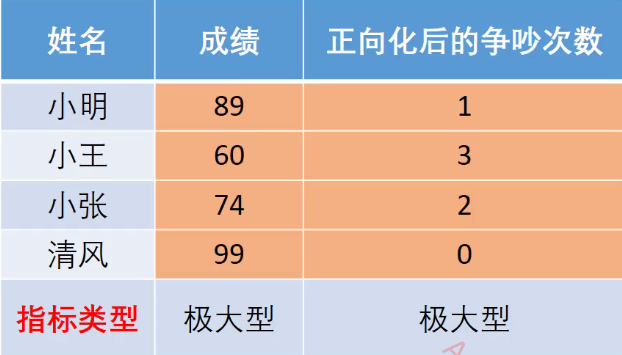 姓名 成绩 正向化后的争吵次数
小明 89 1
小王 60 3
小张 74 2
清风 99 0
指标类型 极大型 极大型
A